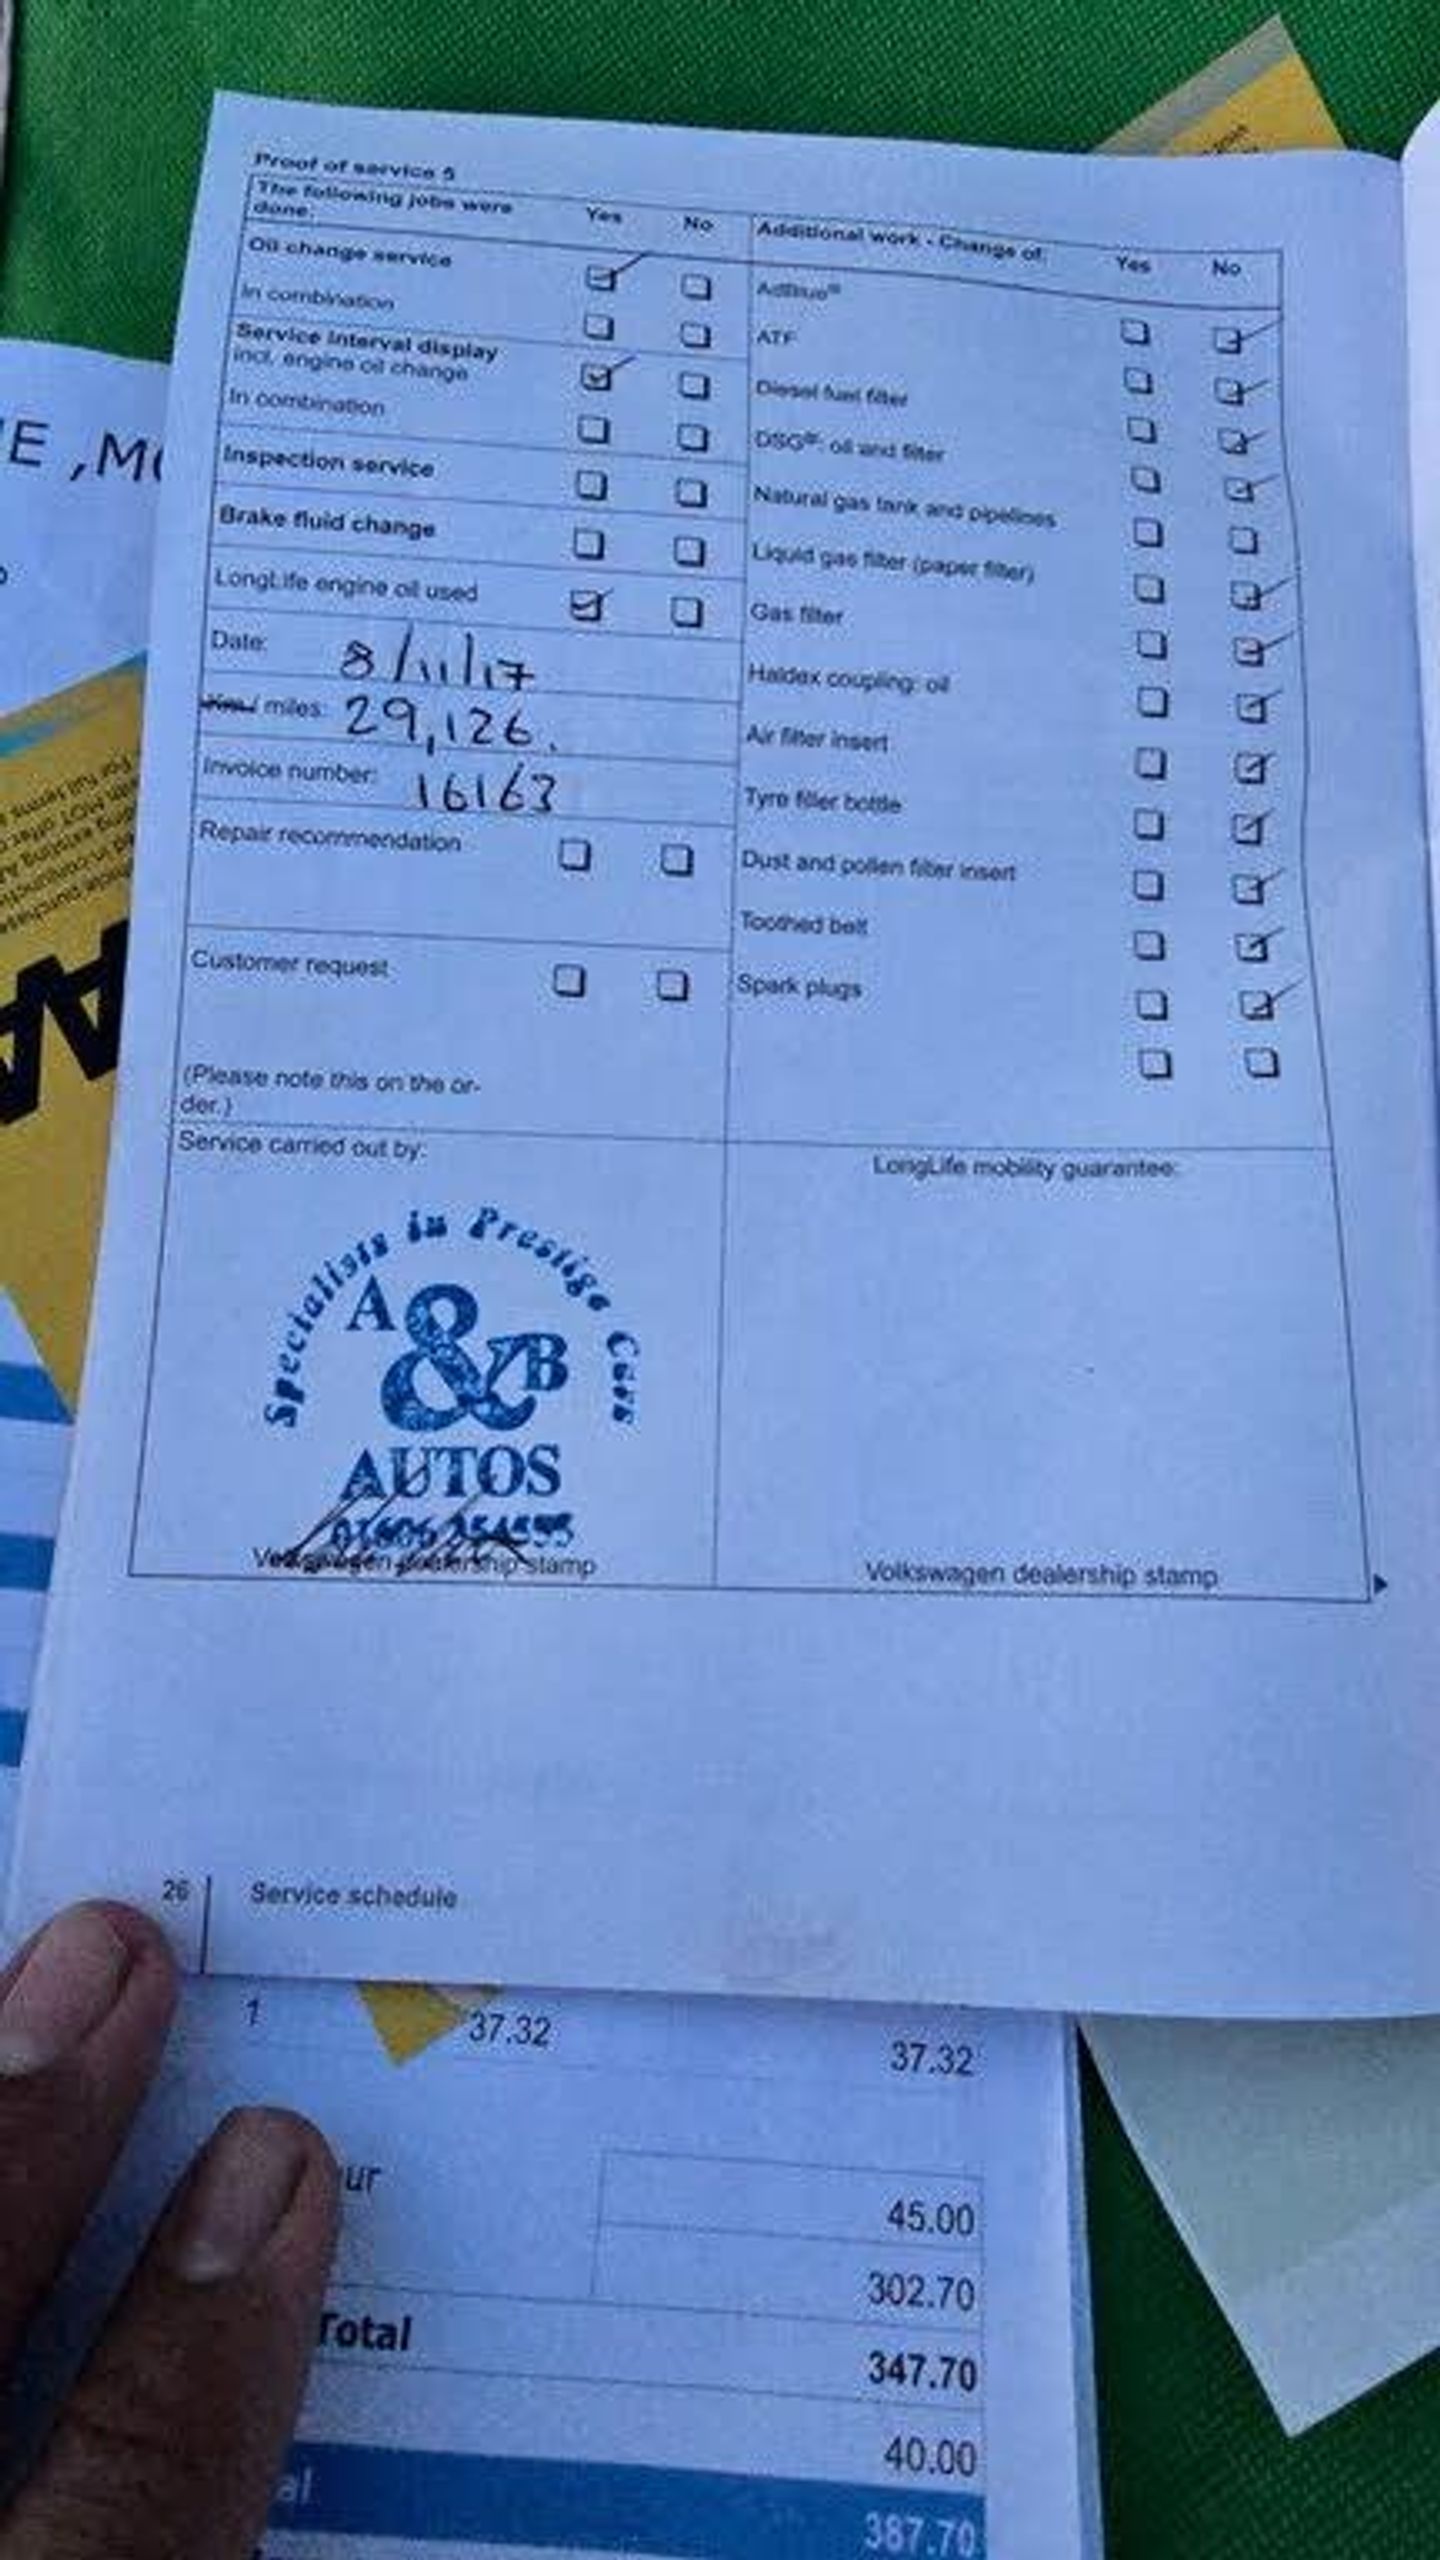 Proof of service 5
The following jobs were done: Yes No
Oil change service
In combination
Service interval display
incl. engine oil change
In combination
Inspection service
Brake fluid change
LongLife engine oil used
Date: 8/11/17
Km/ miles: 29,126.
Invoice number: 16163
Repair recommendation
Customer request
(Please note this on the or-
der.)
Additional work - Change of: Yes No
AdBlue®
ATF
Diesel fuel filter
DSG®: oil and filter
Natural gas tank and pipelines
Liquid gas filter (paper filter)
Gas filter
Haldex coupling: oil
Air filter insert
Tyre filler bottle
Dust and pollen filter insert
Toothed belt
Spark plugs
Service carried out by:
Specialists in Prestige Cars
A & B
AUTOS
Volkswagen dealership stamp
LongLife mobility guarantee:
Volkswagen dealership stamp
26 Service schedule
1 37.32 37.32
ur 45.00
302.70
Total 347.70
40.00
al 387.70
E ,M
AA